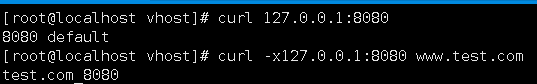 [root@localhost vhost]# curl 127.0.0.1:8080
8080 default
[root@localhost vhost]# curl -x127.0.0.1:8080 www.test.com
test.com_8080